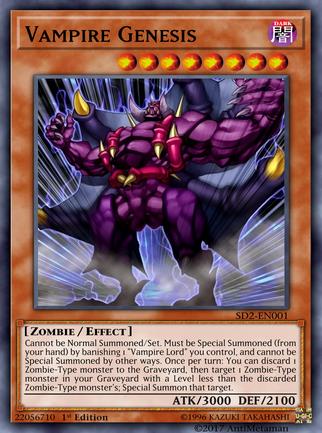 Vampire Genesis
DARK
闇
SD2-EN001
[Zombie / Effect]
Cannot be Normal Summoned/Set. Must be Special Summoned (from
your hand) by banishing 1 "Vampire Lord" you control, and cannot be
Special Summoned by other ways. Once per turn: You can discard 1
Zombie-Type monster to the Graveyard, then target 1 Zombie-Type
monster in your Graveyard with a Level less than the discarded
Zombie-Type monster's; Special Summon that target.
ATK/3000 DEF/2100
22056710 1st Edition ©1996 KAZUKI TAKAHASHI
©2017 AntiMetaman